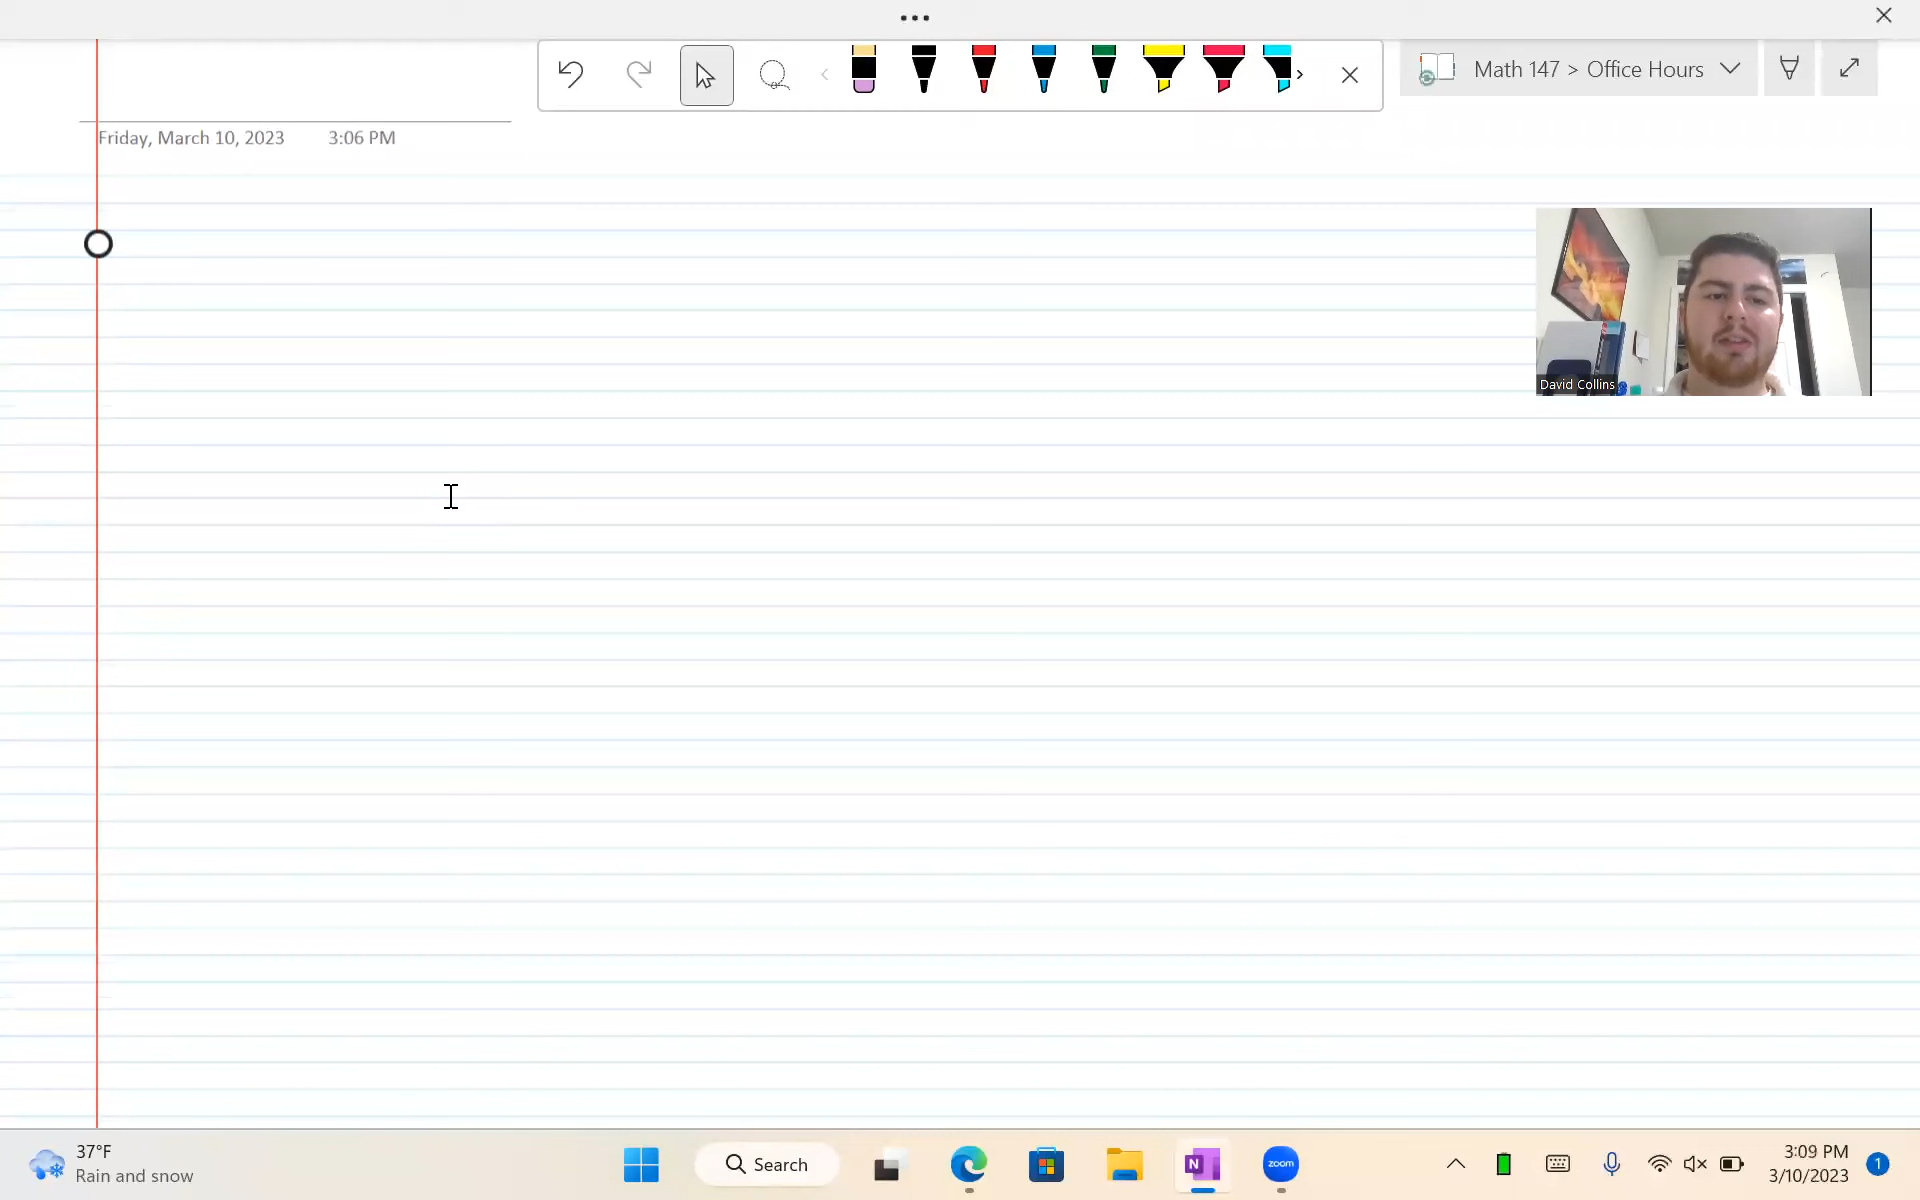 Math 147 > Office Hours
Friday, March 10, 2023 3:06 PM
David Collins
37°F
Rain and snow
Search
N
zoom
3:09 PM
3/10/2023
1